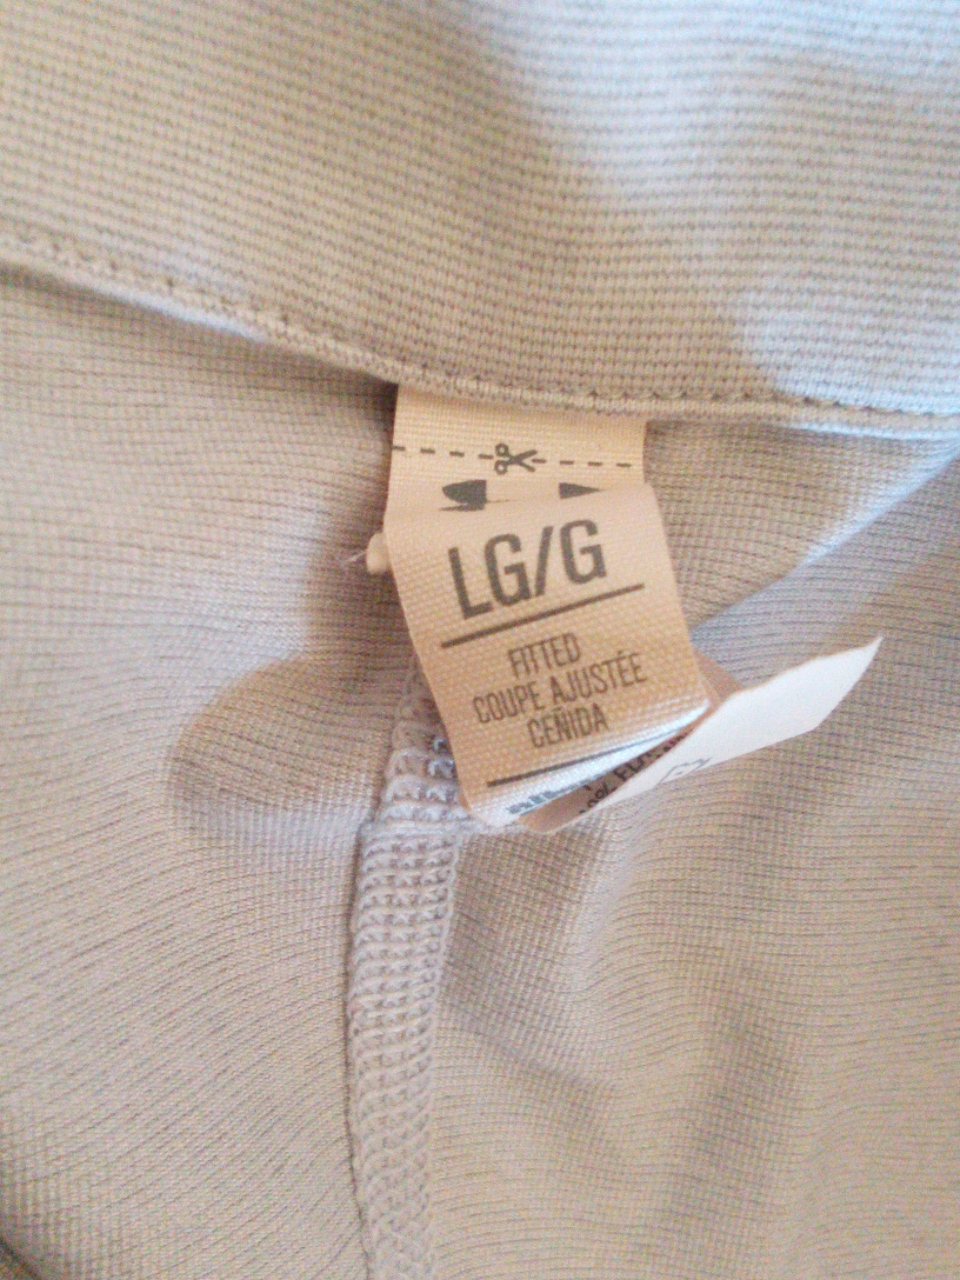 LG/G
FITTED
COUPE AJUSTÉE
CEÑIDA